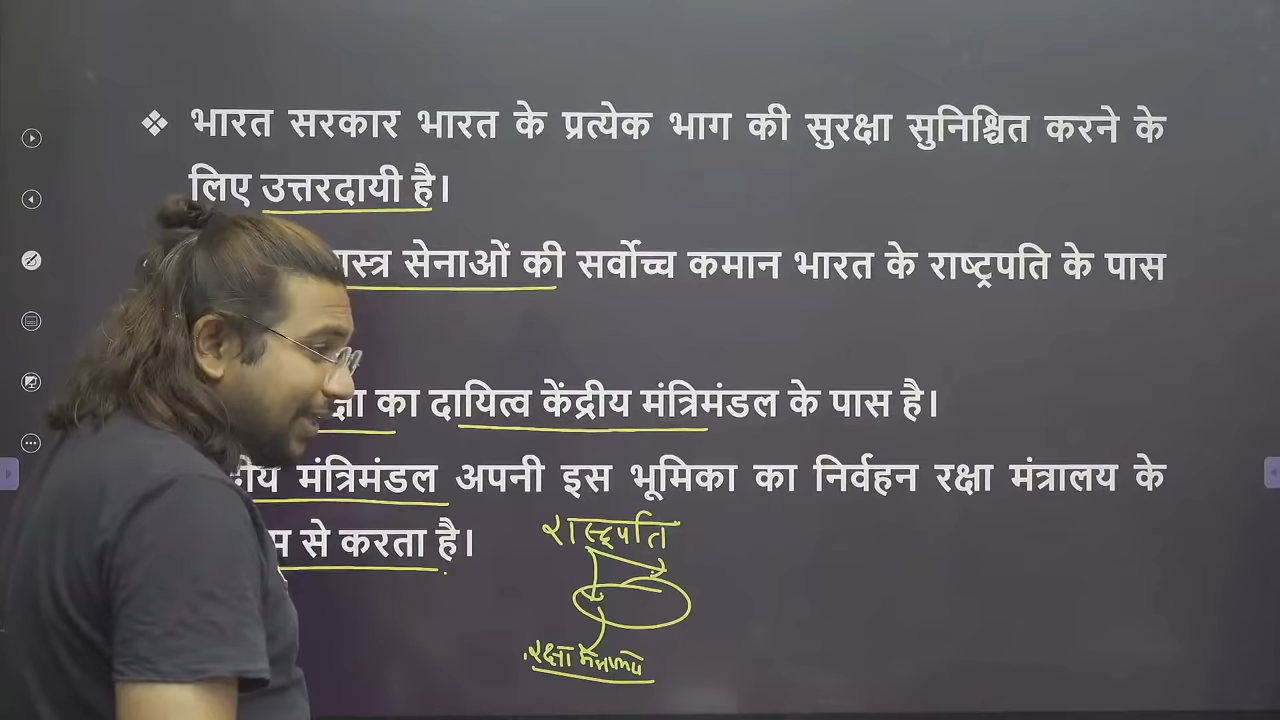 ❖ भारत सरकार भारत के प्रत्येक भाग की सुरक्षा सुनिश्चित करने के
लिए उत्तरदायी है।
सेनाओं की सर्वोच्च कमान भारत के राष्ट्रपति के पास
का दायित्व केंद्रीय मंत्रिमंडल के पास है।
मंत्रिमंडल अपनी इस भूमिका का निर्वहन रक्षा मंत्रालय के
से करता है।
राष्ट्रपति
रक्षा